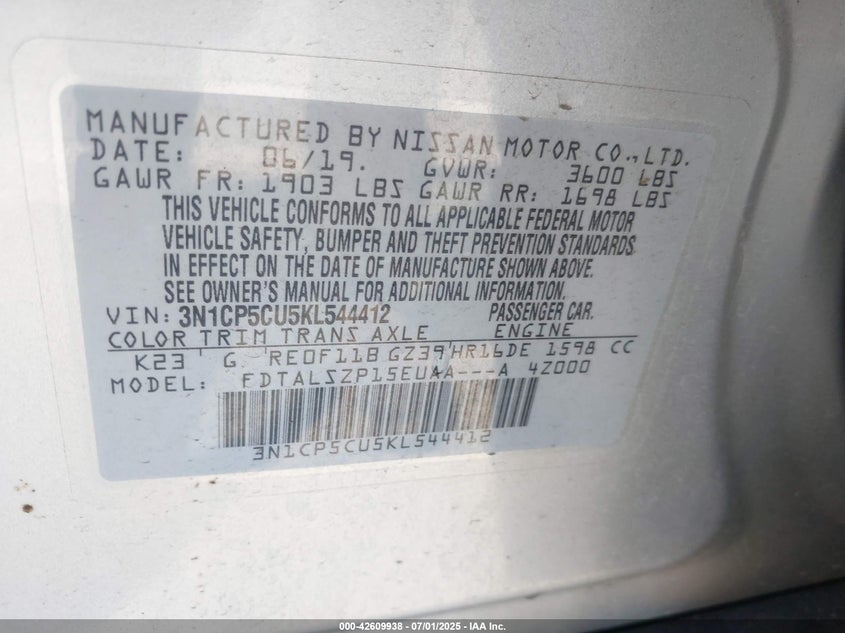 MANUFACTURED BY NISSAN MOTOR CO.,LTD.
DATE: 06/19. GVWR: 3600 LBS
GAWR FR: 1903 LBS GAWR RR: 1698 LBS
THIS VEHICLE CONFORMS TO ALL APPLICABLE FEDERAL MOTOR
VEHICLE SAFETY, BUMPER AND THEFT PREVENTION STANDARDS
IN EFFECT ON THE DATE OF MANUFACTURE SHOWN ABOVE.
SEE OWNER'S MANUAL FOR ADDITIONAL INFORMATION.
VIN: 3N1CP5CU5KL544412 PASSENGER CAR.
COLOR TRIM TRANS AXLE ENGINE
K23 G RE0F11B GZ39 HR16DE 1598 CC
MODEL: FDTALSZP15EUAA---A 4Z000
3N1CP5CU5KL544412
000-42609938 - 07/01/2025 - IAA Inc.